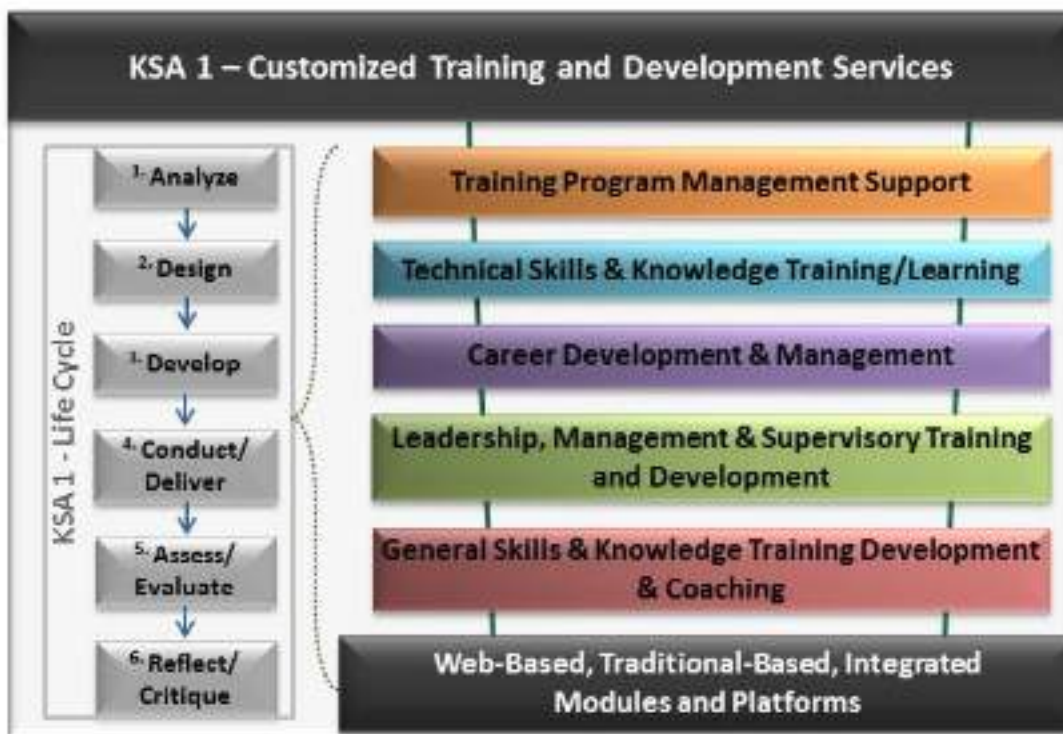 KSA 1 – Customized Training and Development Services
KSA 1 - Life Cycle
1. Analyze
2. Design
3. Develop
4. Conduct/
Deliver
5. Assess/
Evaluate
6. Reflect/
Critique
Training Program Management Support
Technical Skills & Knowledge Training/Learning
Career Development & Management
Leadership, Management & Supervisory Training
and Development
General Skills & Knowledge Training Development
& Coaching
Web-Based, Traditional-Based, Integrated
Modules and Platforms